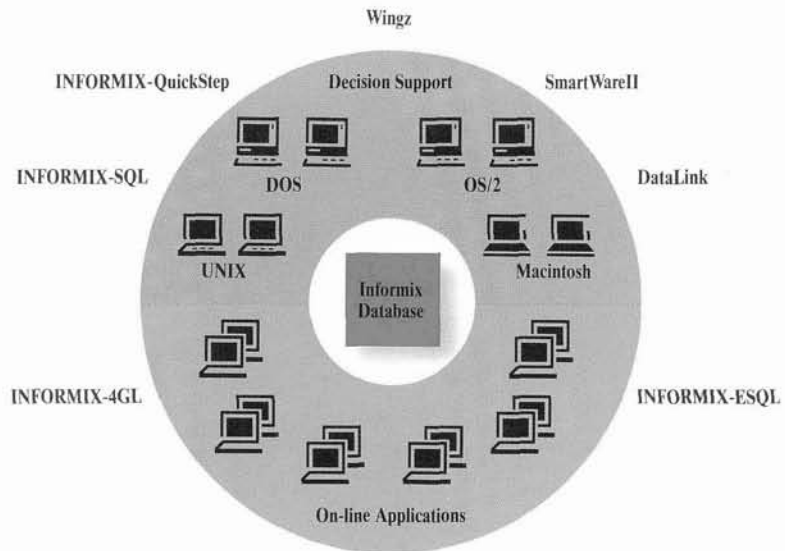 Wingz
INFORMIX-QuickStep
Decision Support
SmartWareII
DOS
OS/2
INFORMIX-SQL
DataLink
UNIX
Macintosh
Informix
Database
INFORMIX-4GL
INFORMIX-ESQL
On-line Applications